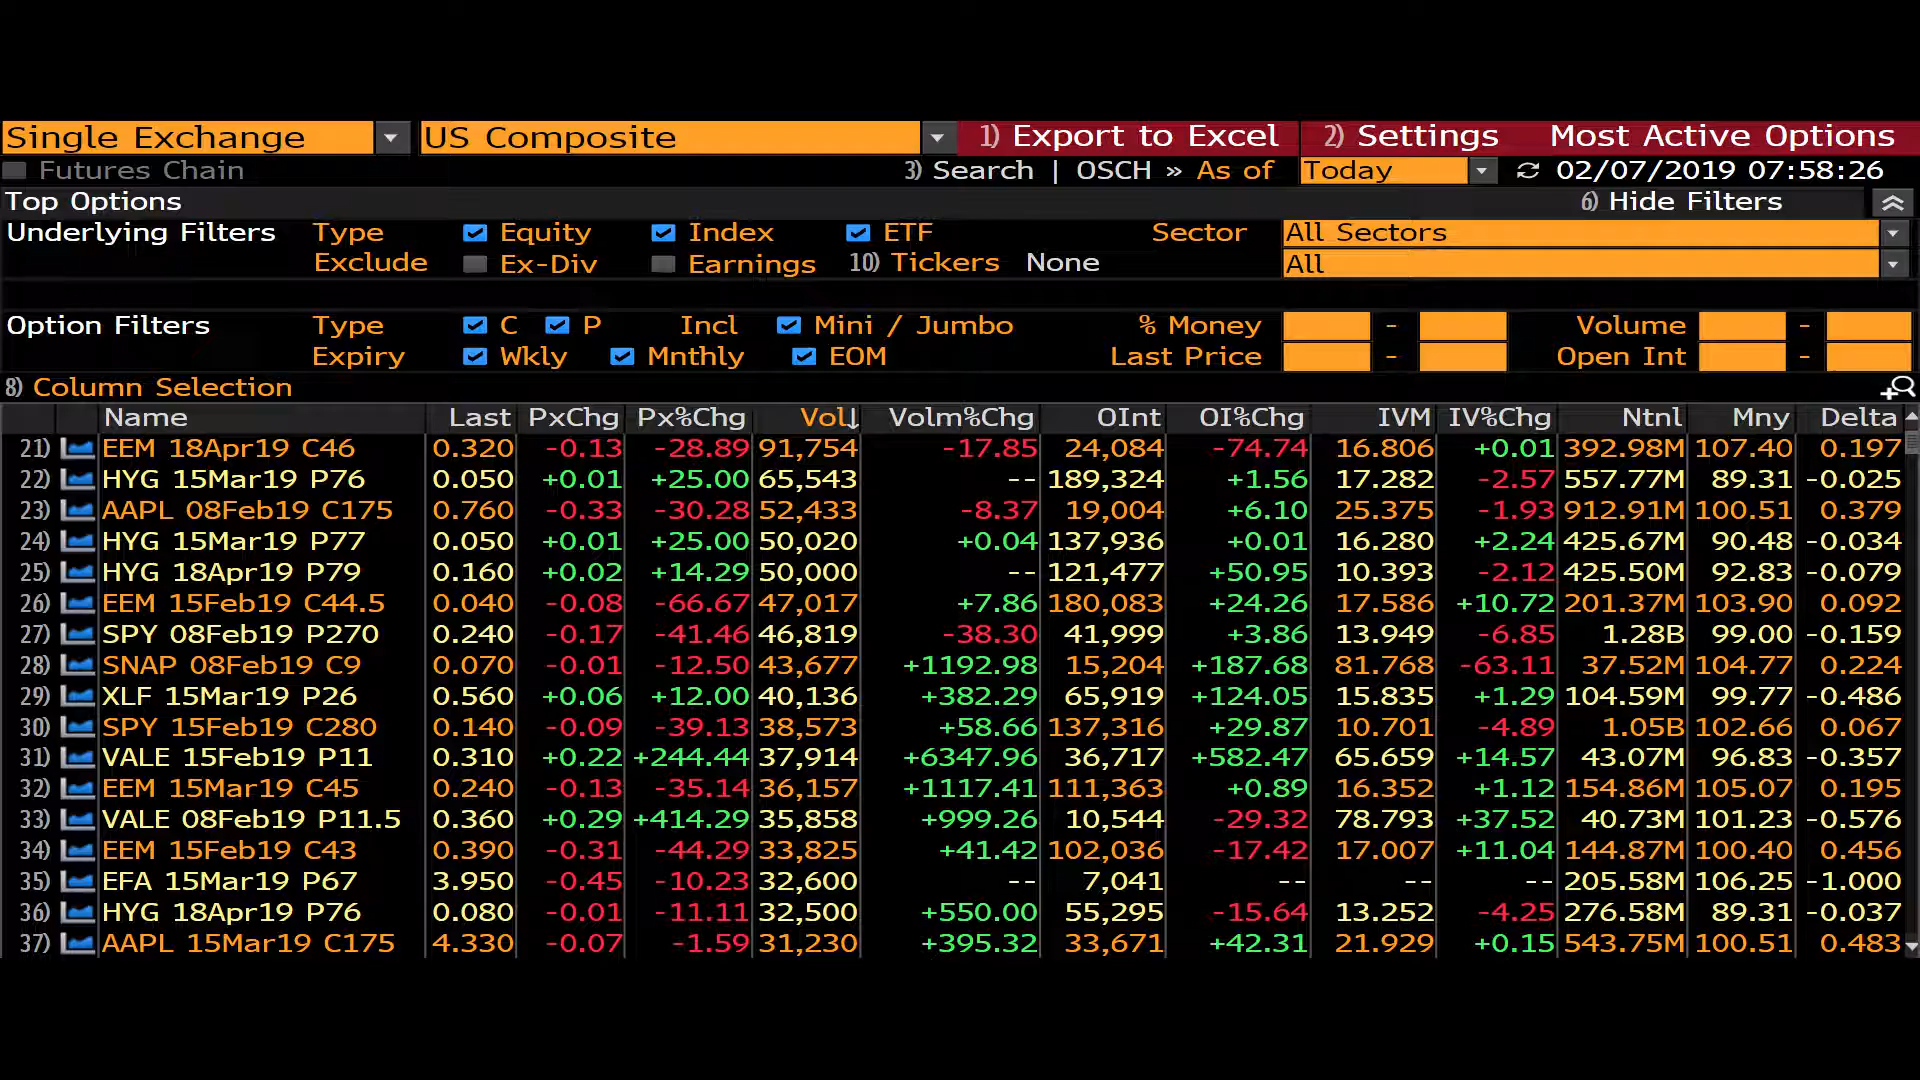 Single Exchange US Composite 1) Export to Excel 2) Settings Most Active Options
Futures Chain 3) Search | OSCH » As of Today 02/07/2019 07:58:26
Top Options 6) Hide Filters
Underlying Filters Type Equity Index ETF Sector All Sectors
Exclude Ex-Div Earnings 10) Tickers None All
Option Filters Type C P Incl Mini / Jumbo % Money - Volume -
Expiry Wkly Mnthly EOM Last Price - Open Int -
8) Column Selection
Name Last PxChg Px%Chg Vol↓ Volm%Chg OInt OI%Chg IVM IV%Chg Ntnl Mny Delta
21) EEM 18Apr19 C46 0.320 -0.13 -28.89 91,754 -17.85 24,084 -74.74 16.806 +0.01 392.98M 107.40 0.197
22) HYG 15Mar19 P76 0.050 +0.01 +25.00 65,543 -- 189,324 +1.56 17.282 -2.57 557.77M 89.31 -0.025
23) AAPL 08Feb19 C175 0.760 -0.33 -30.28 52,433 -8.37 19,004 +6.10 25.375 -1.93 912.91M 100.51 0.379
24) HYG 15Mar19 P77 0.050 +0.01 +25.00 50,020 +0.04 137,936 +0.01 16.280 +2.24 425.67M 90.48 -0.034
25) HYG 18Apr19 P79 0.160 +0.02 +14.29 50,000 -- 121,477 +50.95 10.393 -2.12 425.50M 92.83 -0.079
26) EEM 15Feb19 C44.5 0.040 -0.08 -66.67 47,017 +7.86 180,083 +24.26 17.586 +10.72 201.37M 103.90 0.092
27) SPY 08Feb19 P270 0.240 -0.17 -41.46 46,819 -38.30 41,999 +3.86 13.949 -6.85 1.28B 99.00 -0.159
28) SNAP 08Feb19 C9 0.070 -0.01 -12.50 43,677 +1192.98 15,204 +187.68 81.768 -63.11 37.52M 104.77 0.224
29) XLF 15Mar19 P26 0.560 +0.06 +12.00 40,136 +382.29 65,919 +124.05 15.835 +1.29 104.59M 99.77 -0.486
30) SPY 15Feb19 C280 0.140 -0.09 -39.13 38,573 +58.66 137,316 +29.87 10.701 -4.89 1.05B 102.66 0.067
31) VALE 15Feb19 P11 0.310 +0.22 +244.44 37,914 +6347.96 36,717 +582.47 65.659 +14.57 43.07M 96.83 -0.357
32) EEM 15Mar19 C45 0.240 -0.13 -35.14 36,157 +1117.41 111,363 +0.89 16.352 +1.12 154.86M 105.07 0.195
33) VALE 08Feb19 P11.5 0.360 +0.29 +414.29 35,858 +999.26 10,544 -29.32 78.793 +37.52 40.73M 101.23 -0.576
34) EEM 15Feb19 C43 0.390 -0.31 -44.29 33,825 +41.42 102,036 -17.42 17.007 +11.04 144.87M 100.40 0.456
35) EFA 15Mar19 P67 3.950 -0.45 -10.23 32,600 -- 7,041 -- -- -- 205.58M 106.25 -1.000
36) HYG 18Apr19 P76 0.080 -0.01 -11.11 32,500 +550.00 55,295 -15.64 13.252 -4.25 276.58M 89.31 -0.037
37) AAPL 15Mar19 C175 4.330 -0.07 -1.59 31,230 +395.32 33,671 +42.31 21.929 +0.15 543.75M 100.51 0.483